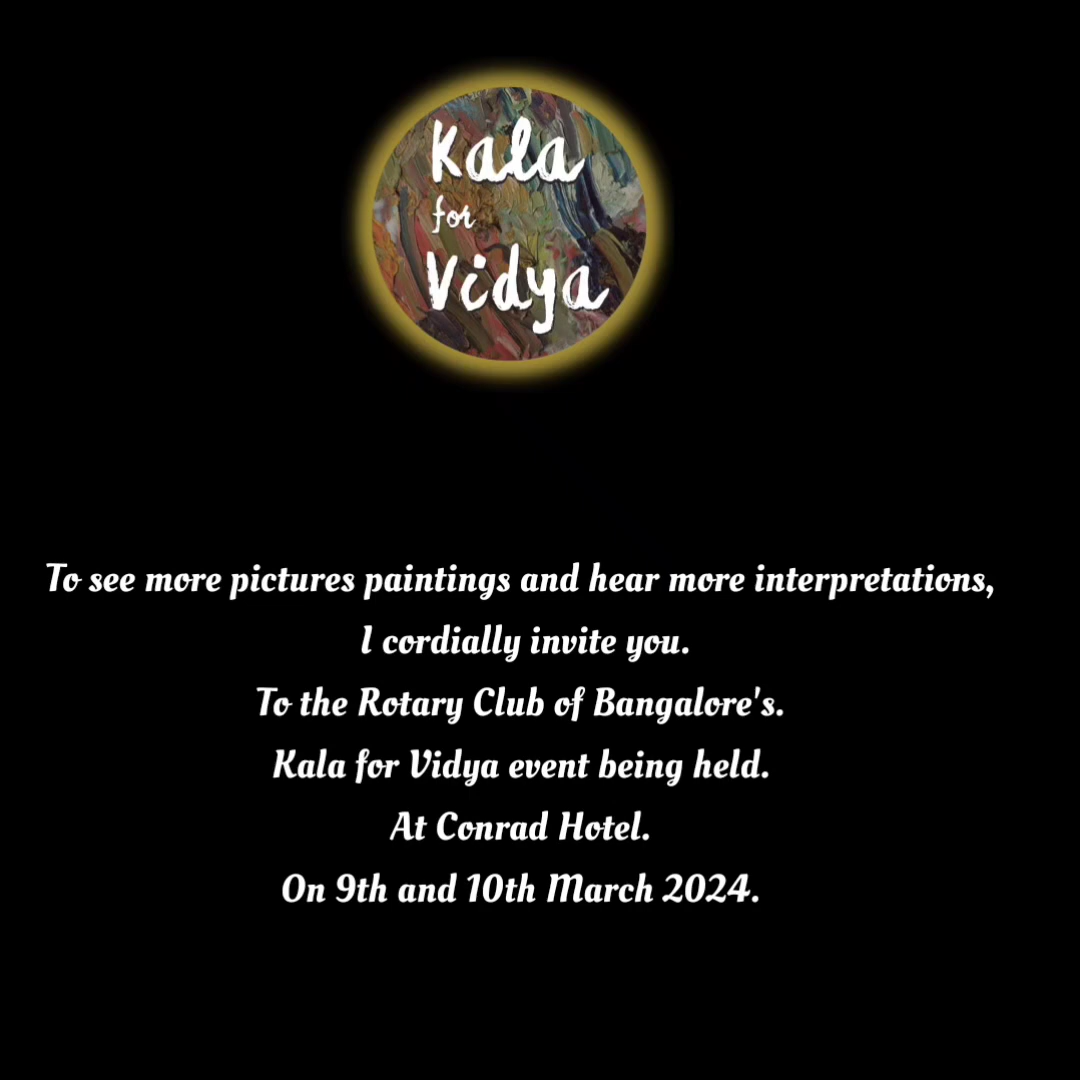 Kala
for
Vidya
To see more pictures paintings and hear more interpretations,
I cordially invite you.
To the Rotary Club of Bangalore's.
Kala for Vidya event being held.
At Conrad Hotel.
On 9th and 10th March 2024.